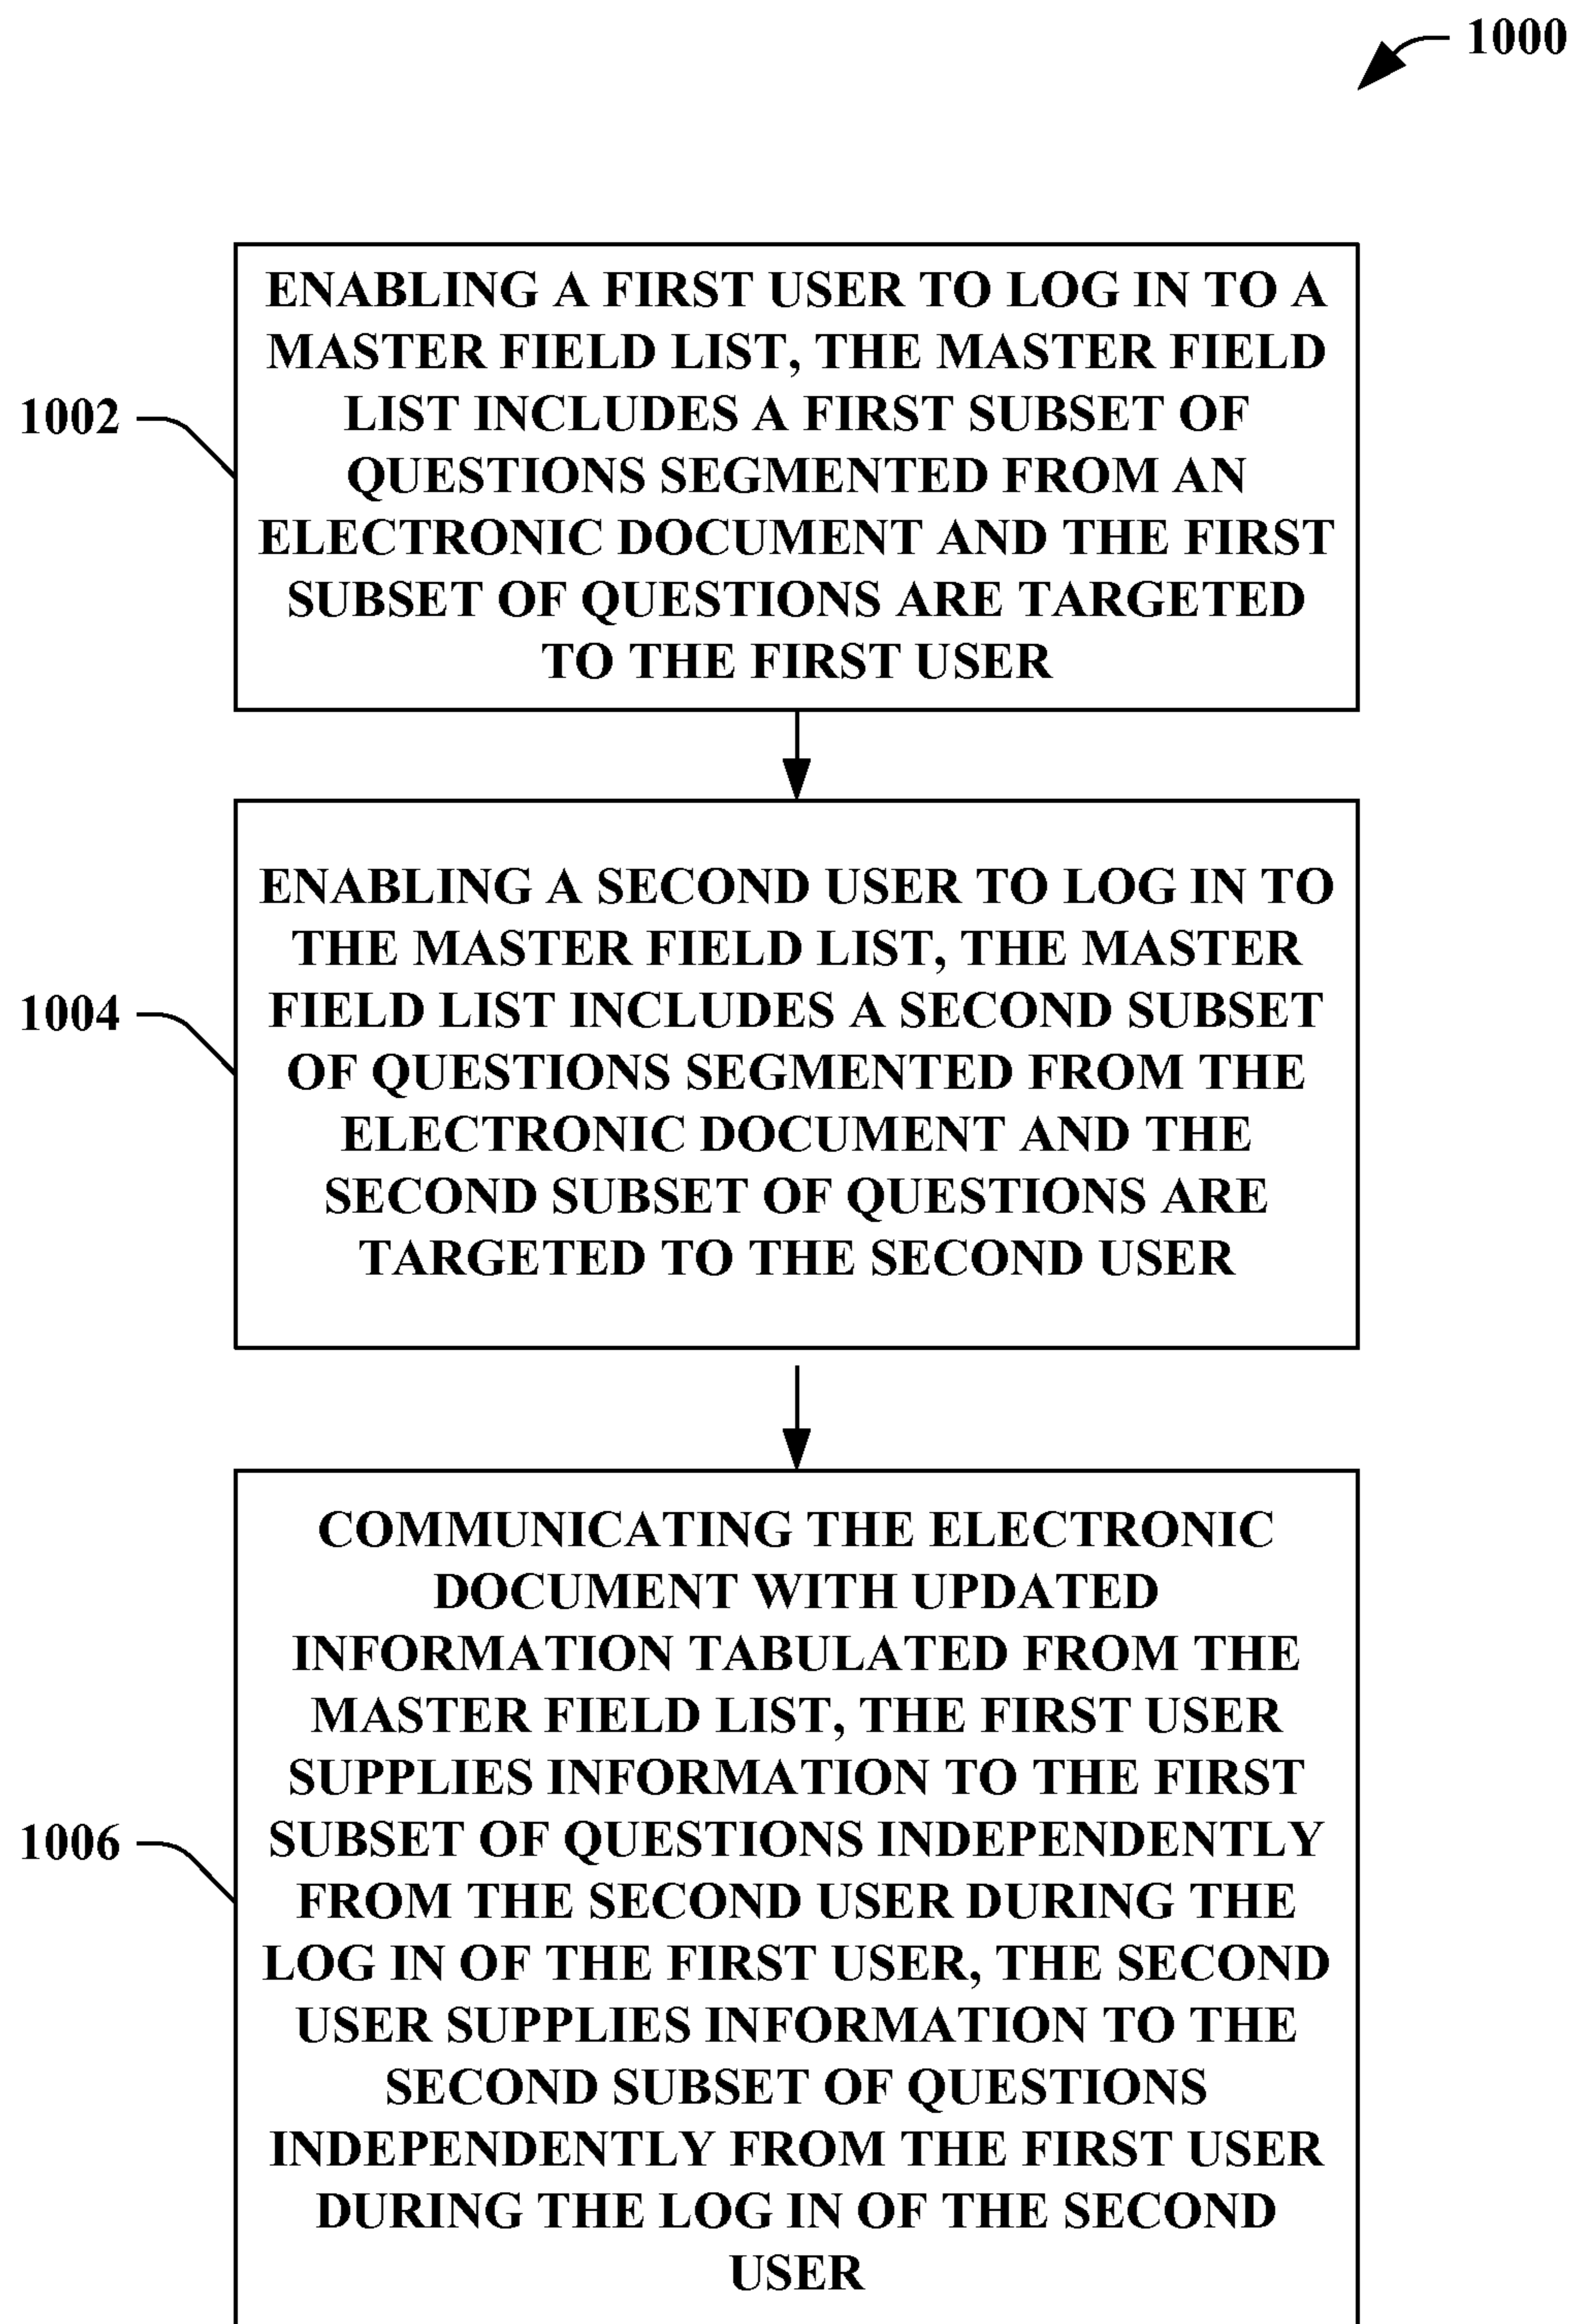 1000
1002
ENABLING A FIRST USER TO LOG IN TO A
MASTER FIELD LIST, THE MASTER FIELD
LIST INCLUDES A FIRST SUBSET OF
QUESTIONS SEGMENTED FROM AN
ELECTRONIC DOCUMENT AND THE FIRST
SUBSET OF QUESTIONS ARE TARGETED
TO THE FIRST USER
1004
ENABLING A SECOND USER TO LOG IN TO
THE MASTER FIELD LIST, THE MASTER
FIELD LIST INCLUDES A SECOND SUBSET
OF QUESTIONS SEGMENTED FROM THE
ELECTRONIC DOCUMENT AND THE
SECOND SUBSET OF QUESTIONS ARE
TARGETED TO THE SECOND USER
1006
COMMUNICATING THE ELECTRONIC
DOCUMENT WITH UPDATED
INFORMATION TABULATED FROM THE
MASTER FIELD LIST, THE FIRST USER
SUPPLIES INFORMATION TO THE FIRST
SUBSET OF QUESTIONS INDEPENDENTLY
FROM THE SECOND USER DURING THE
LOG IN OF THE FIRST USER, THE SECOND
USER SUPPLIES INFORMATION TO THE
SECOND SUBSET OF QUESTIONS
INDEPENDENTLY FROM THE FIRST USER
DURING THE LOG IN OF THE SECOND
USER